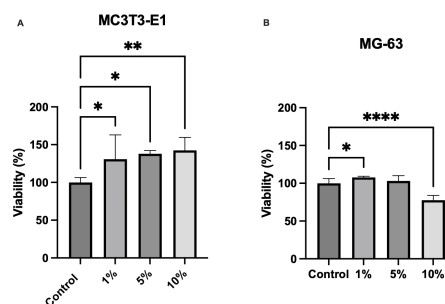 A
MC3T3-E1
**
*
*
200
150
100
50
0
Viability (%)
Control
1%
5%
10%
B
MG-63
****
*
200
150
100
50
0
Viability (%)
Control 1% 5% 10%